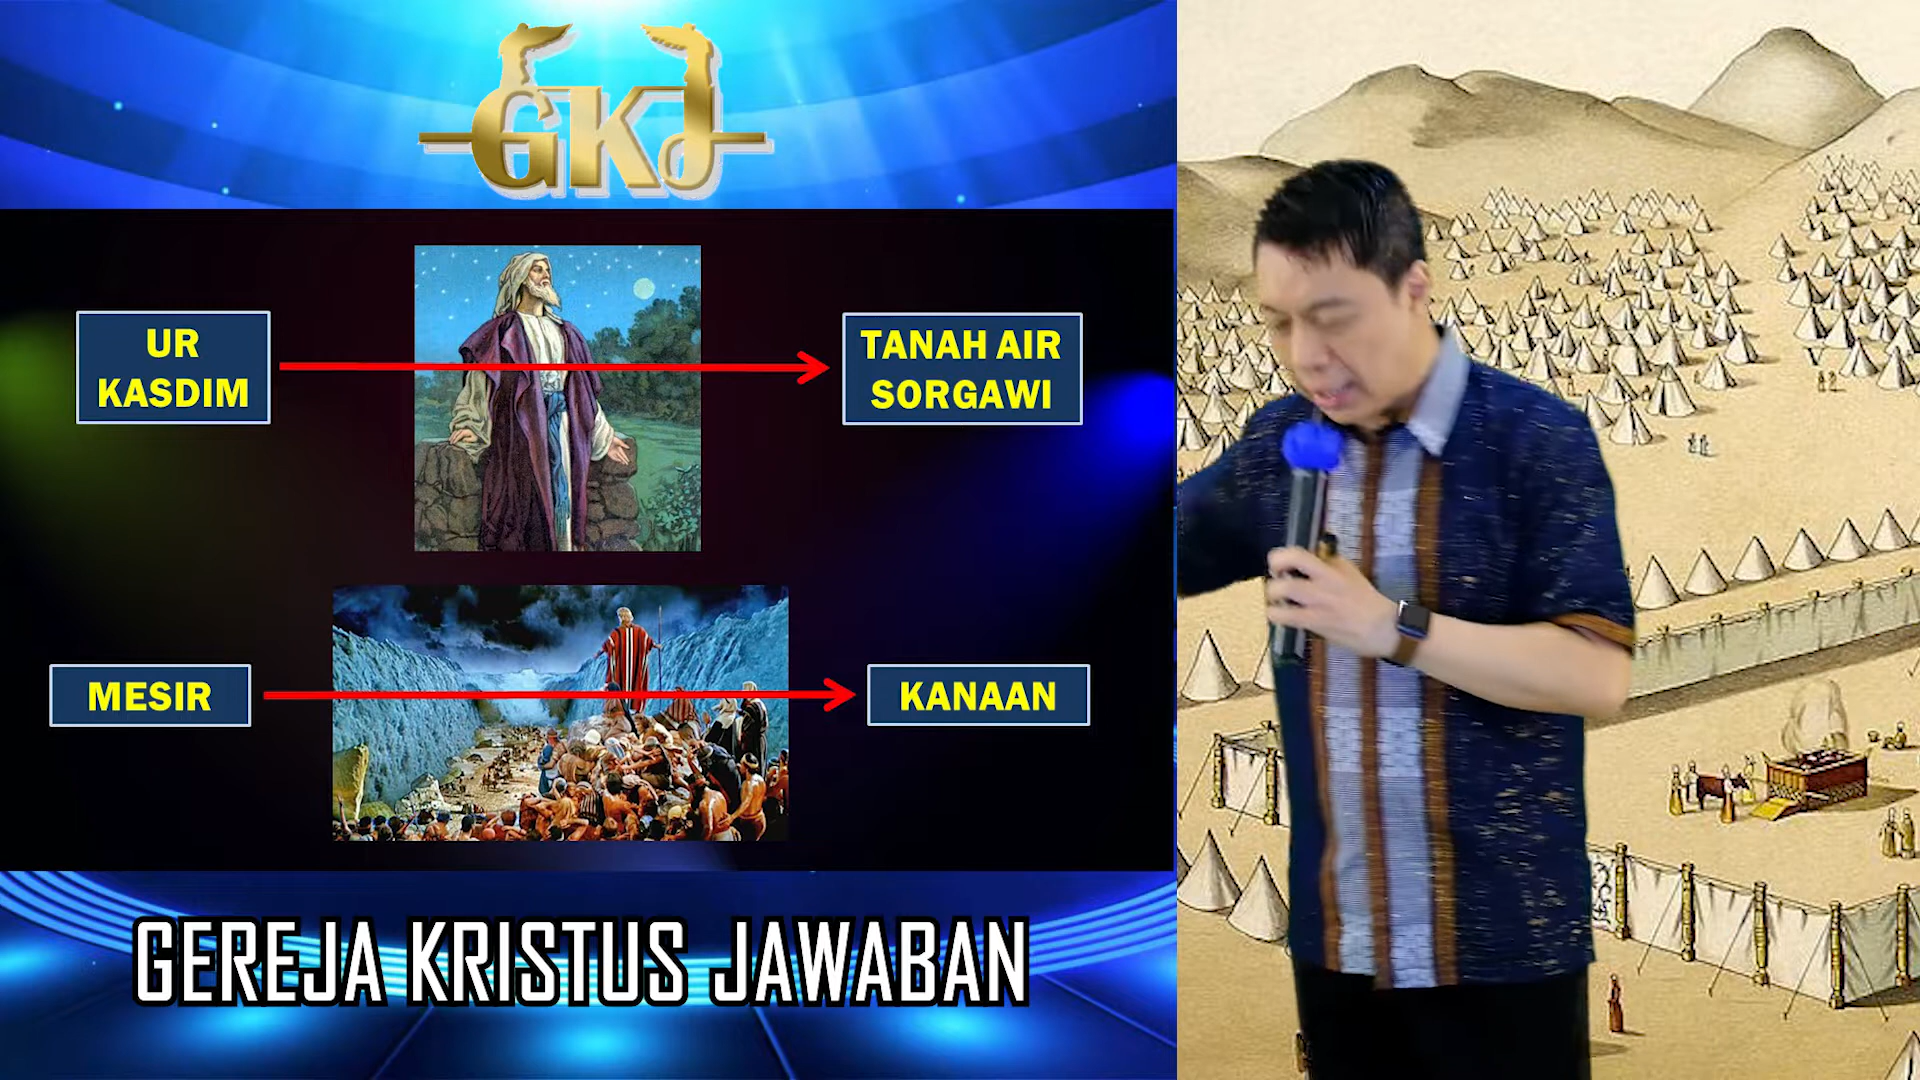 GKJ
UR
KASDIM
TANAH AIR
SORGAWI
MESIR
KANAAN
GEREJA KRISTUS JAWABAN